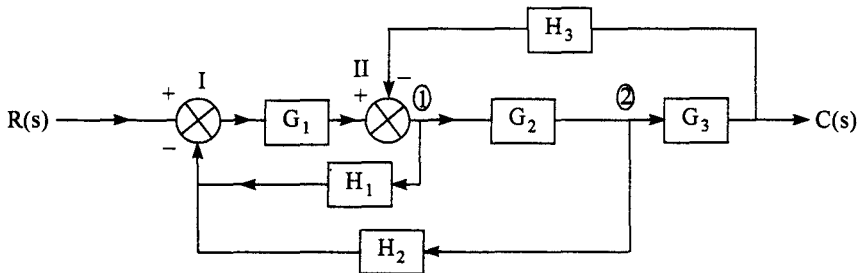 H3
I
II
+
+
−
①
②
R(s)
G1
G2
G3
C(s)
−
H1
H2